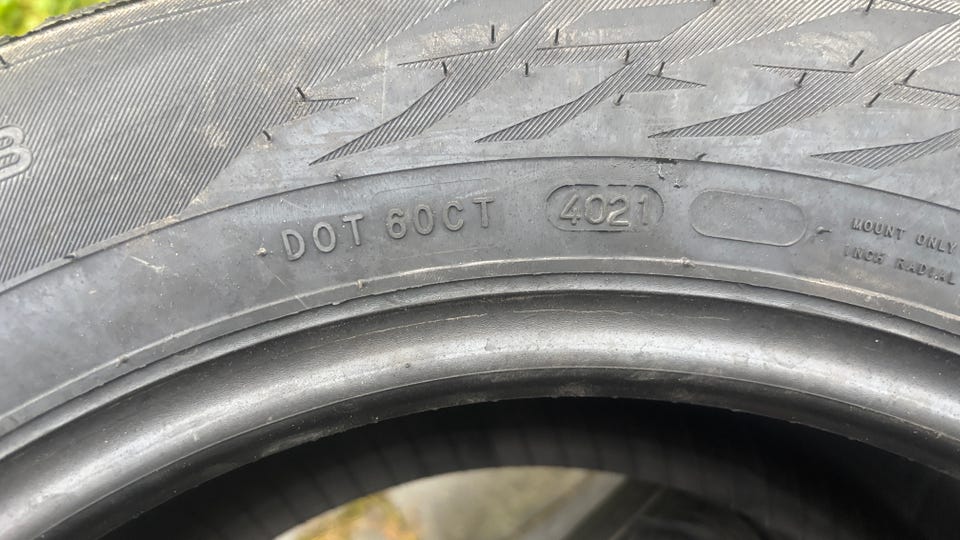 DOT 60CT 4021
MOUNT ONLY
INCH RADIAL